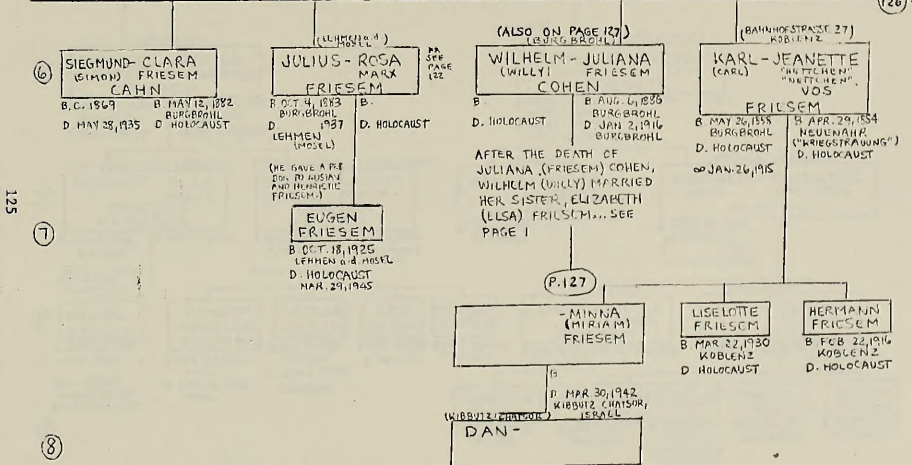 126
6
SIEGMUND- CLARA
(SIMON) FRIESEM
CAHN
B. C. 1869
D. MAY 28, 1935
B MAY 12, 1882
BURGBROHL
D HOLOCAUST
(LEHMEN a d
MOSEL)
JULIUS - ROSA
MARX
FRIESEM
SEE
PAGE
122
B OCT. 4, 1883
BURGBROHL
D 1937
LEHMEN
(MOSEL)
B.
D. HOLOCAUST
(HE GAVE A PEB
DOG TO GUSTAV
AND HENRIETTE
FRIESEM.)
EUGEN
FRIESEM
B OCT. 18, 1925
LEHMEN a.d. MOSEL
D. HOLOCAUST
MAR. 29, 1945
(ALSO ON PAGE 127)
(BURGBROHL)
WILHELM - JULIANA
(WILLY) FRIESEM
COHEN
B
D. HOLOCAUST
B AUG. 6, 1886
BURGBROHL
D JAN 2, 1916
BURGBROHL
AFTER THE DEATH OF
JULIANA (FRIESEM) COHEN,
WILHELM (WILLY) MARRIED
HER SISTER, ELIZABETH
(ELSA) FRIESEM... SEE
PAGE 1
P. 127
(BAHNHOFSTRASSE 27)
KOBLENZ
KARL - JEANETTE
(CARL) "HETTCHEN"
"NETTCHEN"
VOS
FRIESEM
B MAY 26, 1888
BURGBROHL
D. HOLOCAUST
∞ JAN. 26, 1915
B APR. 29, 1884
NEUENAHR
("KRIEGSTRAUUNG")
D. HOLOCAUST
125
7
- MINNA
(MIRIAM)
FRIESEM
B
D MAR. 30, 1942
KIBBUTZ CHATSOR,
ISRAEL
LISELOTTE
FRIESEM
B MAR. 22, 1930
KOBLENZ
D HOLOCAUST
HERMANN
FRIESEM
B FEB 22, 1916
KOBLENZ
D. HOLOCAUST
8
(KIBBUTZ CHATSOR)
DAN -